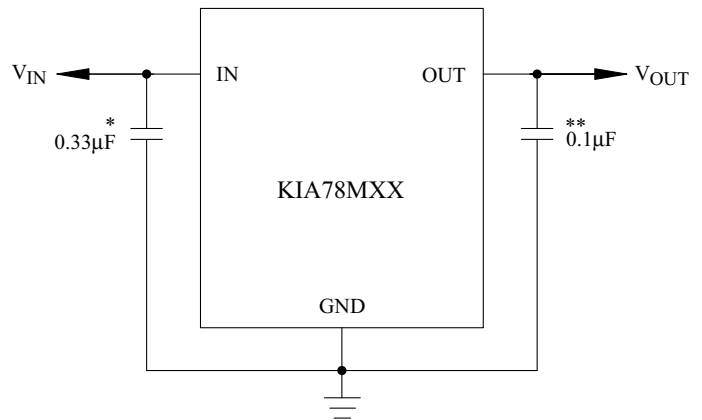 V_IN
IN
OUT
V_OUT
*
0.33μF
**
0.1μF
KIA78MXX
GND